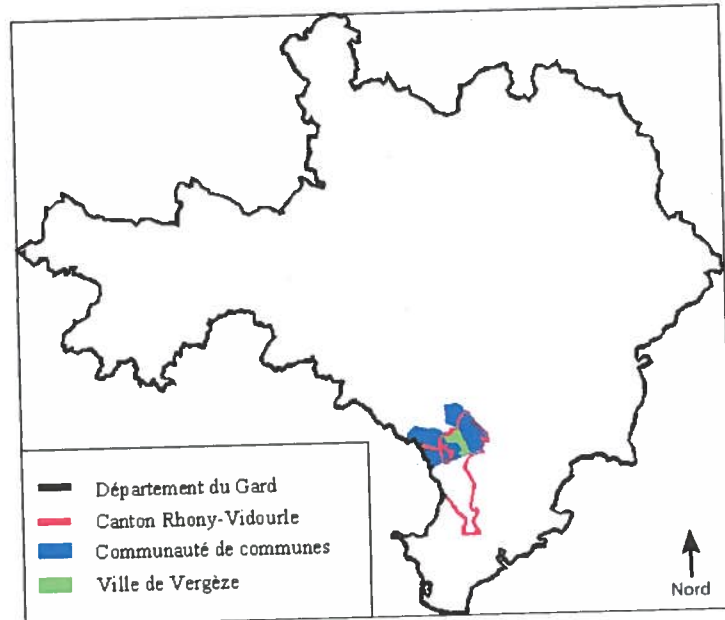 Département du Gard
Canton Rhony-Vidourle
Communauté de communes
Ville de Vergèze
Nord